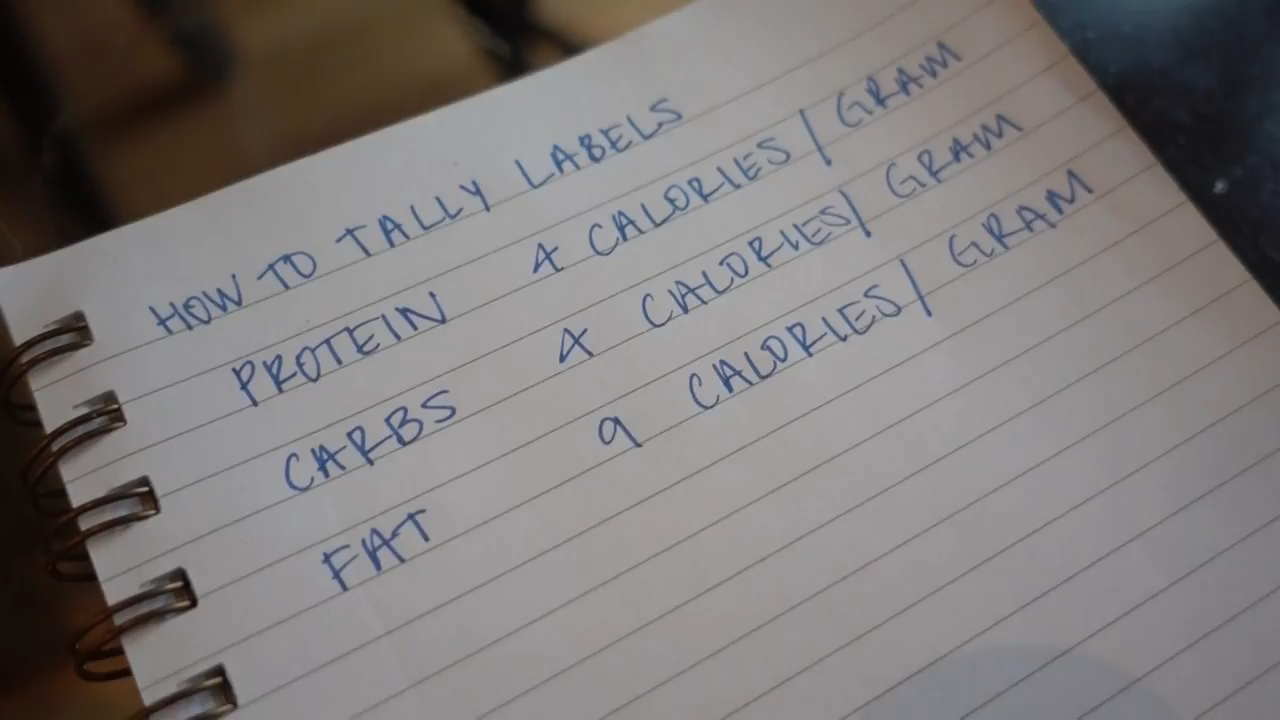 HOW TO TALLY LABELS
PROTEIN 4 CALORIES/GRAM
CARBS 4 CALORIES/GRAM
FAT 9 CALORIES/GRAM